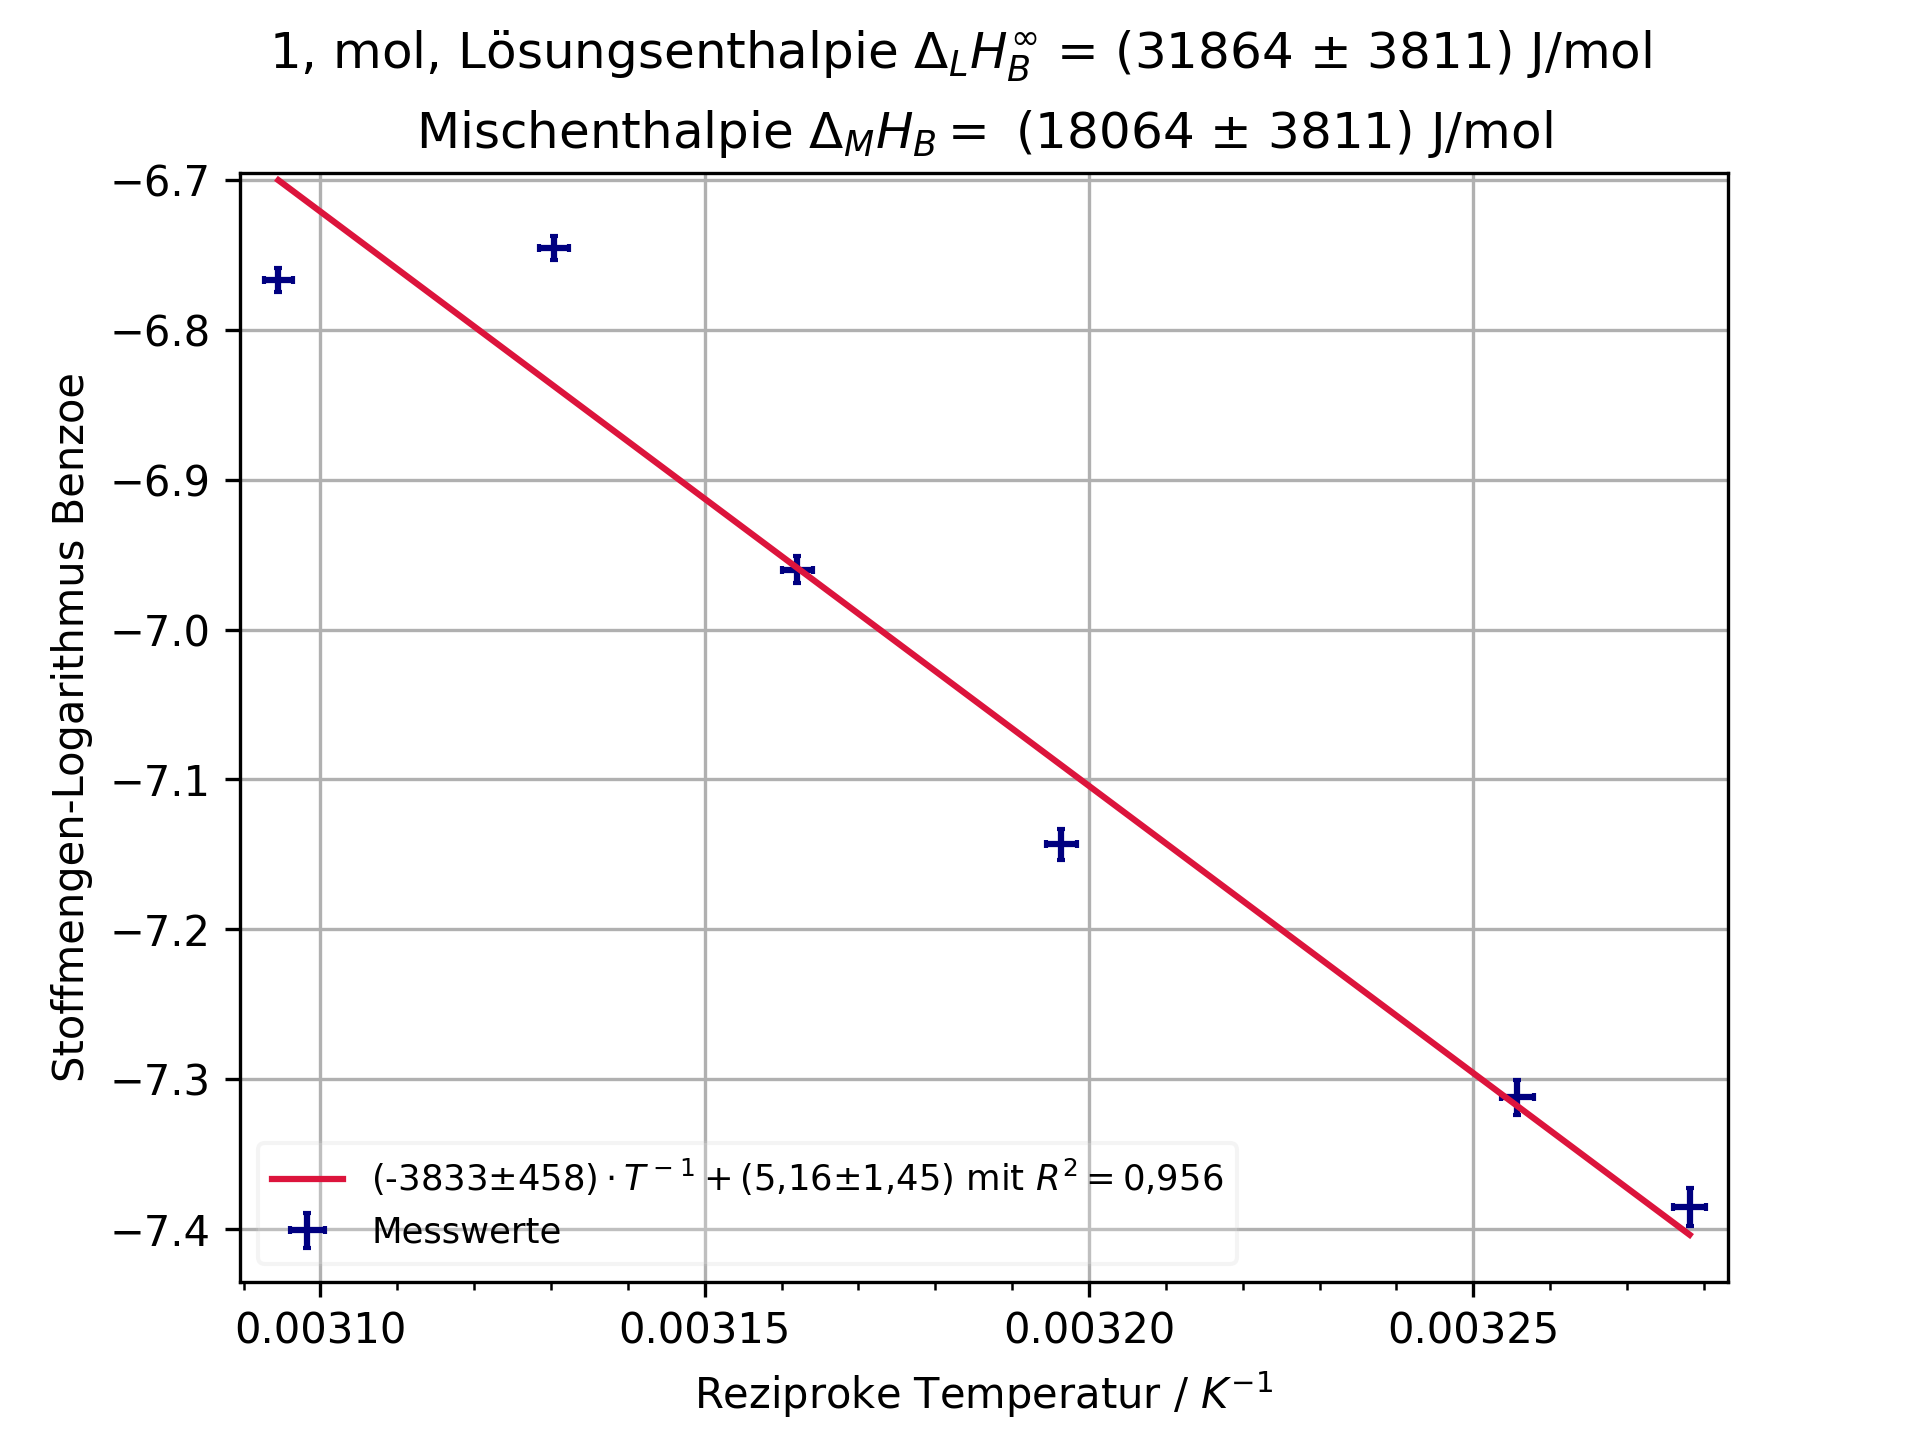 1, mol, Lösungsenthalpie Δ_L H_B^∞ = (31864 ± 3811) J/mol
Mischenthalpie Δ_M H_B = (18064 ± 3811) J/mol
−6.7
−6.8
−6.9
−7.0
−7.1
−7.2
−7.3
−7.4
Stoffmengen-Logarithmus Benzoe
(-3833±458) · T⁻¹ + (5,16±1,45) mit R² = 0,956
Messwerte
0.00310 0.00315 0.00320 0.00325
Reziproke Temperatur / K⁻¹